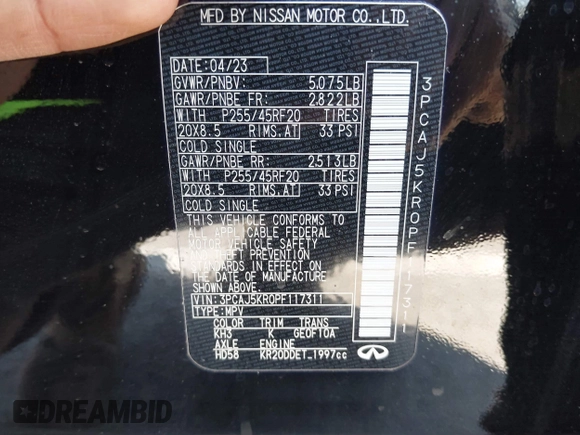 MFD BY NISSAN MOTOR CO.,LTD.
DATE: 04/23
GVWR/PNBV: 5,075LB
GAWR/PNBE FR: 2,822LB
WITH P255/45RF20 TIRES
20X8.5 RIMS.AT 33 PSI
COLD SINGLE
GAWR/PNBE RR: 2,513LB
WITH P255/45RF20 TIRES
20X8.5 RIMS.AT 33 PSI
COLD SINGLE
THIS VEHICLE CONFORMS TO
ALL APPLICABLE FEDERAL
MOTOR VEHICLE SAFETY
AND THEFT PREVENTION
STANDARDS IN EFFECT ON
THE DATE OF MANUFACTURE
SHOWN ABOVE.
VIN: 3PCAJ5KR0PF117311
TYPE: MPV
COLOR TRIM TRANS
KH3 K GE0F10A
AXLE ENGINE
HD58 KR20DDET_1997cc
3PCAJ5KR0PF117311
DREAMBID